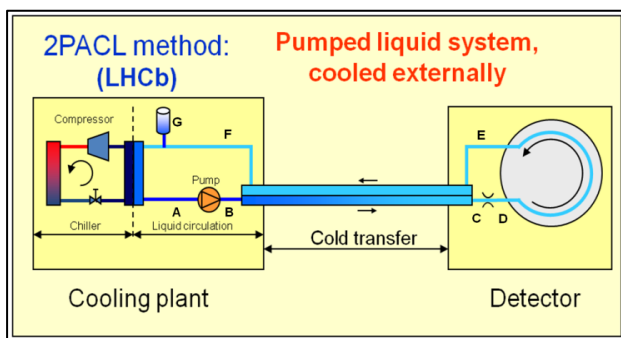 2PACL method:
(LHCb)
Pumped liquid system,
cooled externally
Compressor
G
F
E
Pump
A
B
C
D
Chiller
Liquid circulation
Cold transfer
Cooling plant
Detector